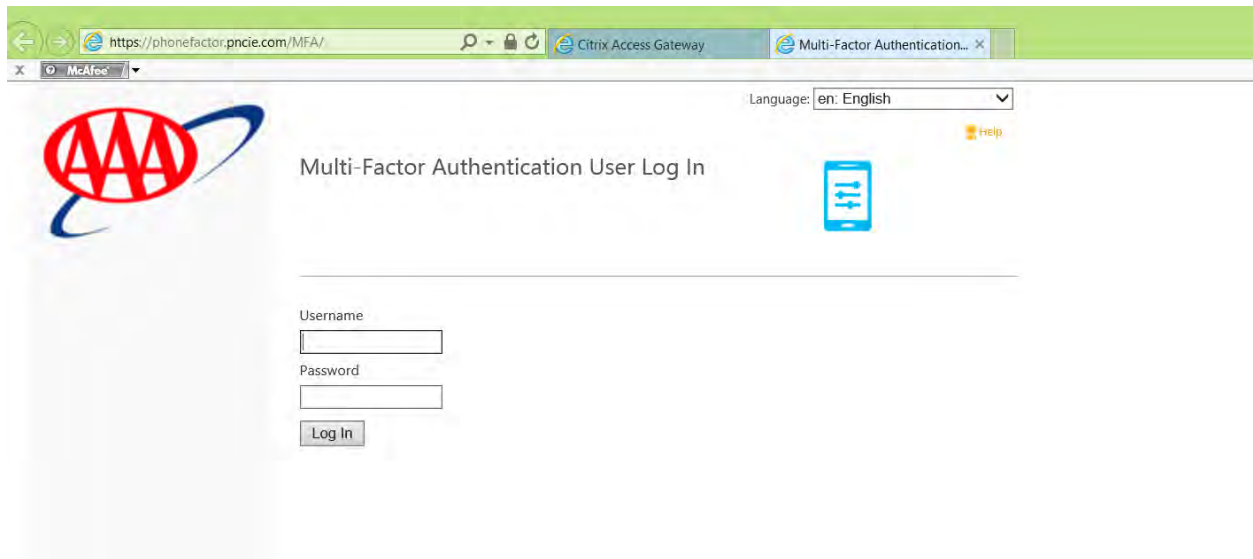 https://phonefactor.pncie.com/MFA/
Citrix Access Gateway
Multi-Factor Authentication...
X McAfee
Language: en: English
Help
AAA
Multi-Factor Authentication User Log In
Username
Password
Log In